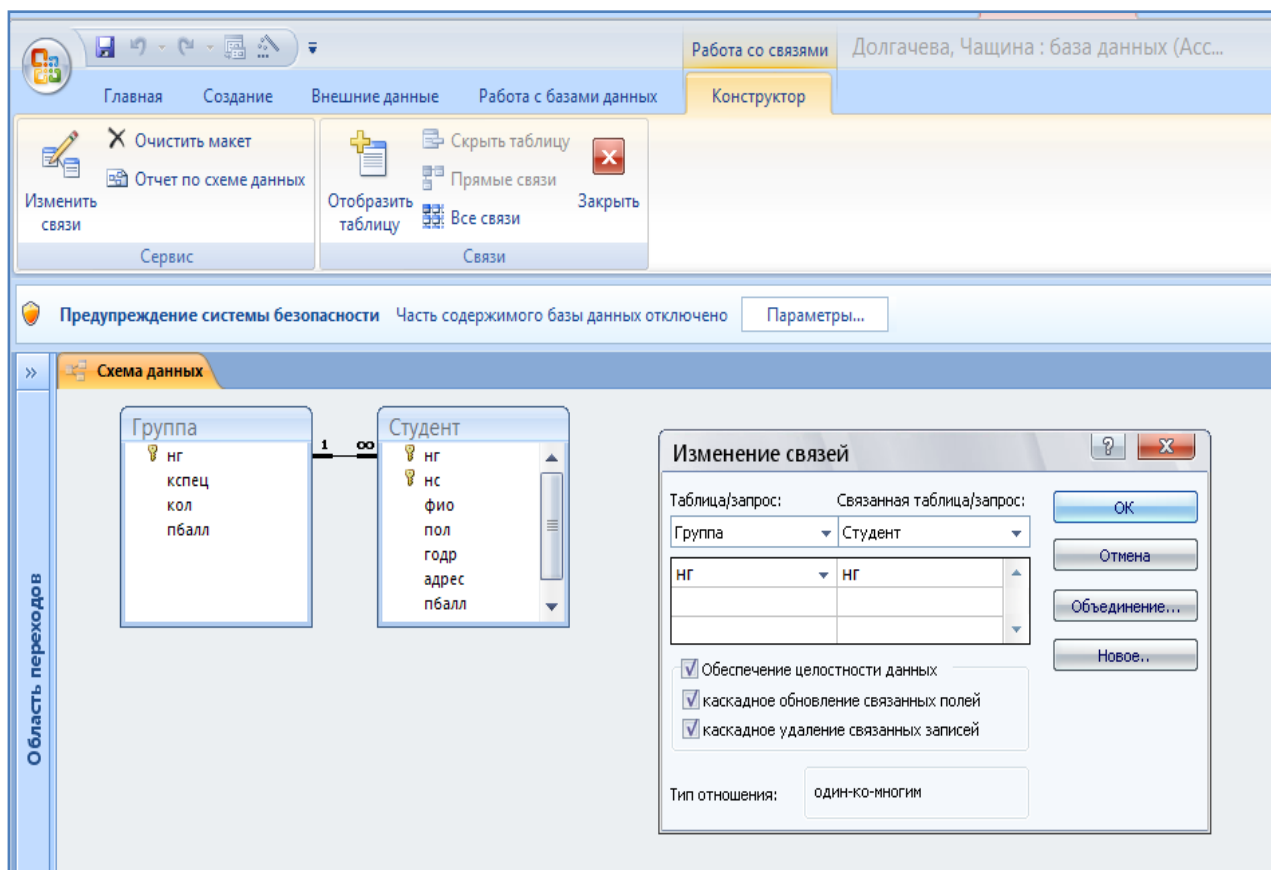 Работа со связями
Долгачева, Чащина : база данных (Acc...
Главная
Создание
Внешние данные
Работа с базами данных
Конструктор
Изменить связи
Очистить макет
Отчет по схеме данных
Сервис
Отобразить таблицу
Скрыть таблицу
Прямые связи
Все связи
Закрыть
Связи
Предупреждение системы безопасности Часть содержимого базы данных отключено Параметры...
»
Схема данных
Область переходов
Группа
нг
кспец
кол
пбалл
1 ∞
Студент
нг
нс
фио
пол
годр
адрес
пбалл
Изменение связей
?
X
Таблица/запрос: Связанная таблица/запрос:
Группа Студент
нг нг
Обеспечение целостности данных
каскадное обновление связанных полей
каскадное удаление связанных записей
Тип отношения: один-ко-многим
ОК
Отмена
Объединение...
Новое..